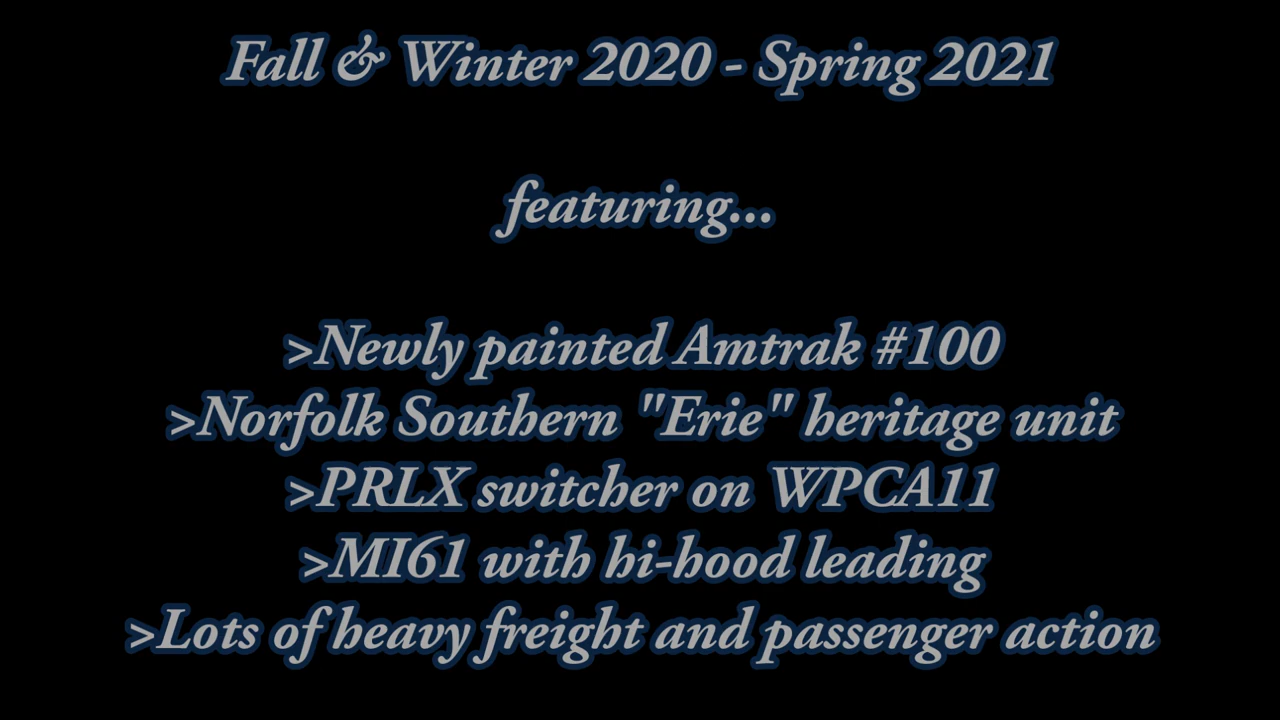 Fall & Winter 2020 - Spring 2021
featuring...
>Newly painted Amtrak #100
>Norfolk Southern "Erie" heritage unit
>PRLX switcher on WPCA11
>MI61 with hi-hood leading
>Lots of heavy freight and passenger action